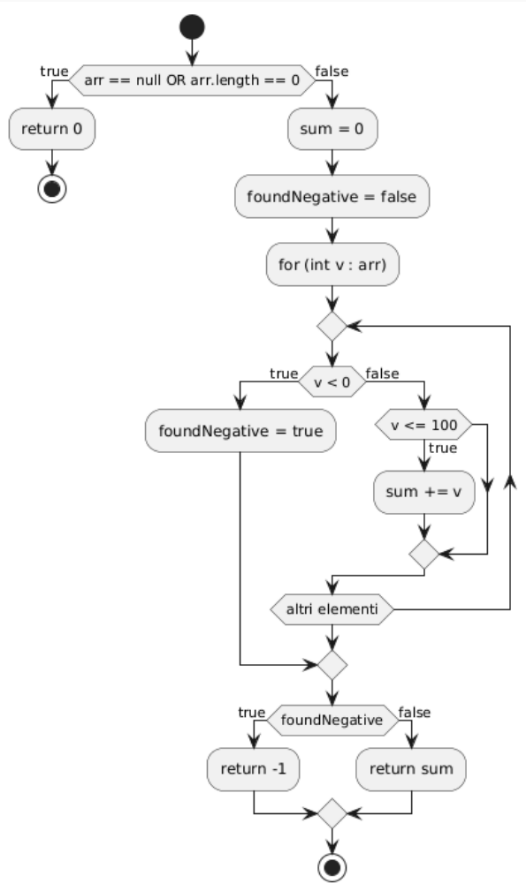 true
arr == null OR arr.length == 0
false
return 0
sum = 0
foundNegative = false
for (int v : arr)
true
v < 0
false
foundNegative = true
v <= 100
true
sum += v
altri elementi
true
foundNegative
false
return -1
return sum